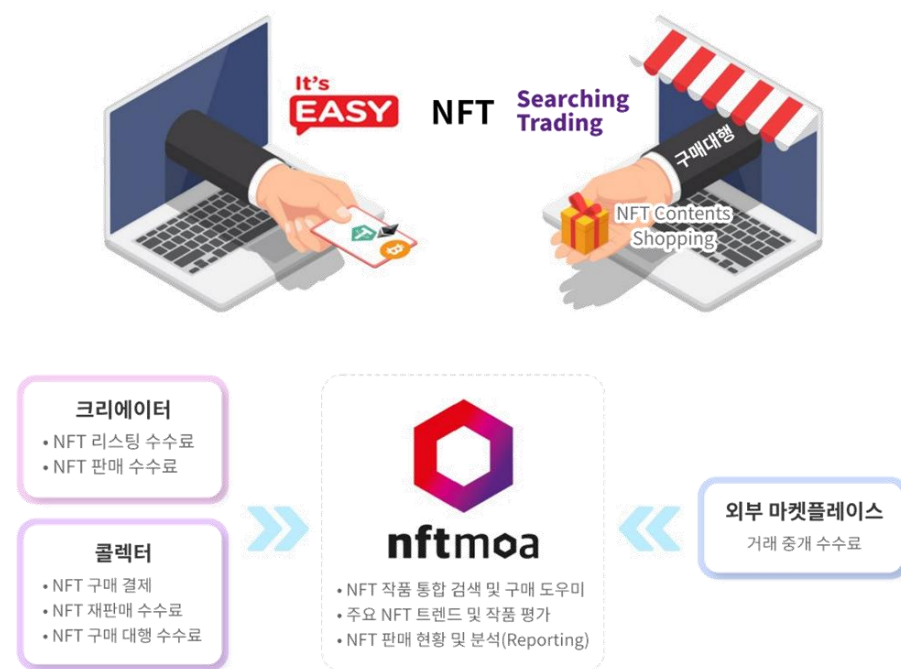 It's
EASY
NFT
Searching
Trading
구매대행
NFT Contents
Shopping
크리에이터
• NFT 리스팅 수수료
• NFT 판매 수수료
콜렉터
• NFT 구매 결제
• NFT 재판매 수수료
• NFT 구매 대행 수수료
nftmoa
• NFT 작품 통합 검색 및 구매 도우미
• 주요 NFT 트렌드 및 작품 평가
• NFT 판매 현황 및 분석(Reporting)
외부 마켓플레이스
거래 중개 수수료